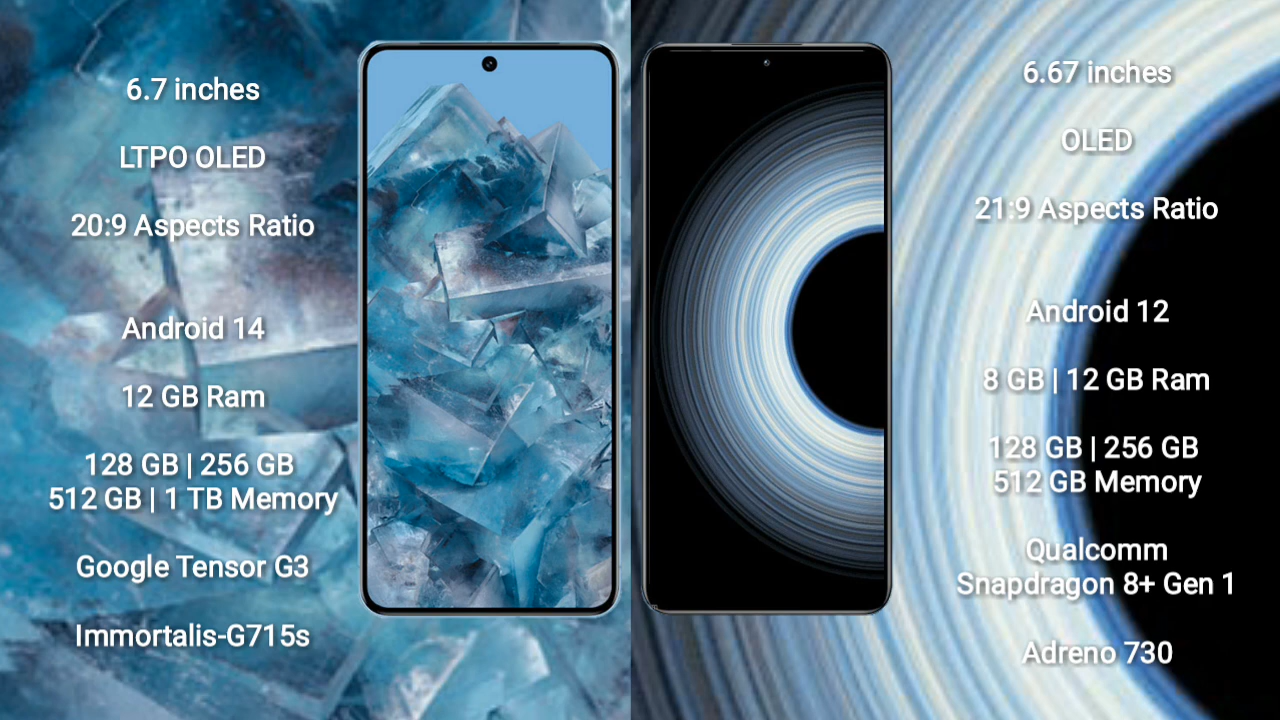 6.7 inches
LTPO OLED
20:9 Aspects Ratio
Android 14
12 GB Ram
128 GB | 256 GB
512 GB | 1 TB Memory
Google Tensor G3
Immortalis-G715s
6.67 inches
OLED
21:9 Aspects Ratio
Android 12
8 GB | 12 GB Ram
128 GB | 256 GB
512 GB Memory
Qualcomm
Snapdragon 8+ Gen 1
Adreno 730